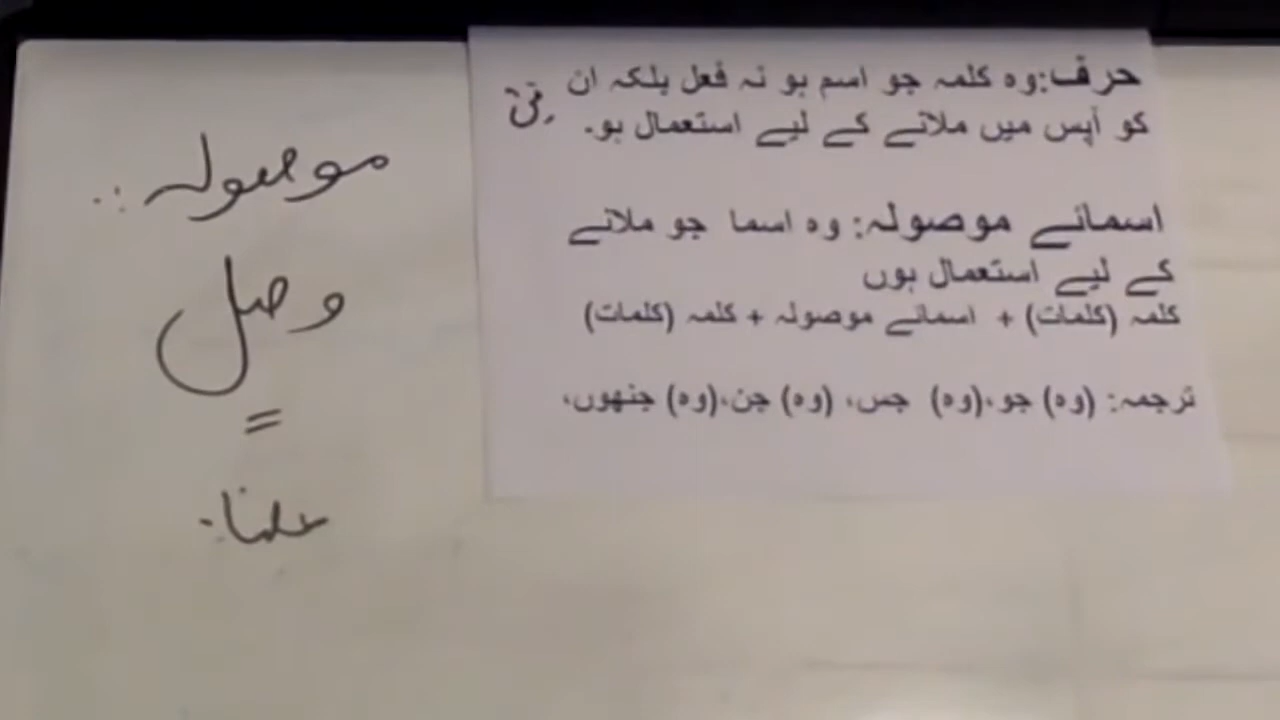 حرف:وہ کلمہ جو اسم ہو نہ فعل بلکہ ان
کو آپس میں ملانے کے لیے استعمال ہو۔
فِیْ
اسمائے موصولہ: وہ اسما جو ملانے
کے لیے استعمال ہوں
کلمہ (کلمات) + اسمائے موصولہ + کلمہ (کلمات)
ترجمہ: (وہ) جو،(وہ) جس، (وہ) جن،(وہ) جنھوں،
موصولہ
وصل
=
ملنا